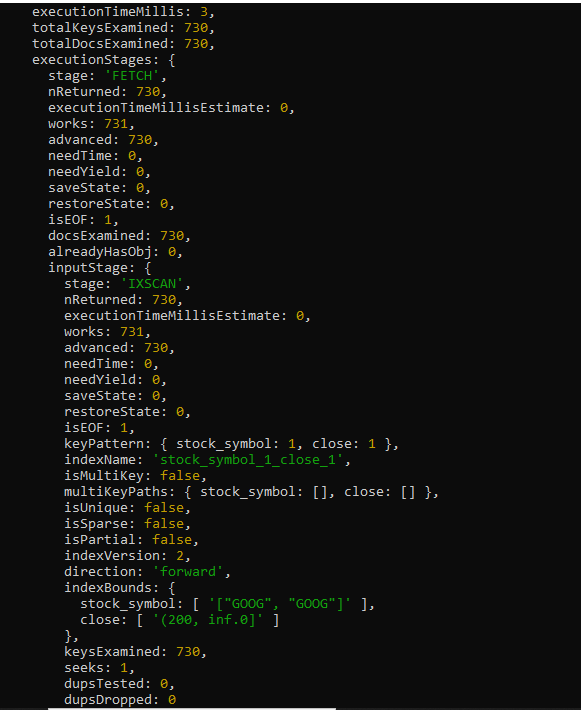 executionTimeMillis: 3,
totalKeysExamined: 730,
totalDocsExamined: 730,
executionStages: {
  stage: 'FETCH',
  nReturned: 730,
  executionTimeMillisEstimate: 0,
  works: 731,
  advanced: 730,
  needTime: 0,
  needYield: 0,
  saveState: 0,
  restoreState: 0,
  isEOF: 1,
  docsExamined: 730,
  alreadyHasObj: 0,
  inputStage: {
    stage: 'IXSCAN',
    nReturned: 730,
    executionTimeMillisEstimate: 0,
    works: 731,
    advanced: 730,
    needTime: 0,
    needYield: 0,
    saveState: 0,
    restoreState: 0,
    isEOF: 1,
    keyPattern: { stock_symbol: 1, close: 1 },
    indexName: 'stock_symbol_1_close_1',
    isMultiKey: false,
    multiKeyPaths: { stock_symbol: [], close: [] },
    isUnique: false,
    isSparse: false,
    isPartial: false,
    indexVersion: 2,
    direction: 'forward',
    indexBounds: {
      stock_symbol: [ '["GOOG", "GOOG"]' ],
      close: [ '(200, inf.0]' ]
    },
    keysExamined: 730,
    seeks: 1,
    dupsTested: 0,
    dupsDropped: 0